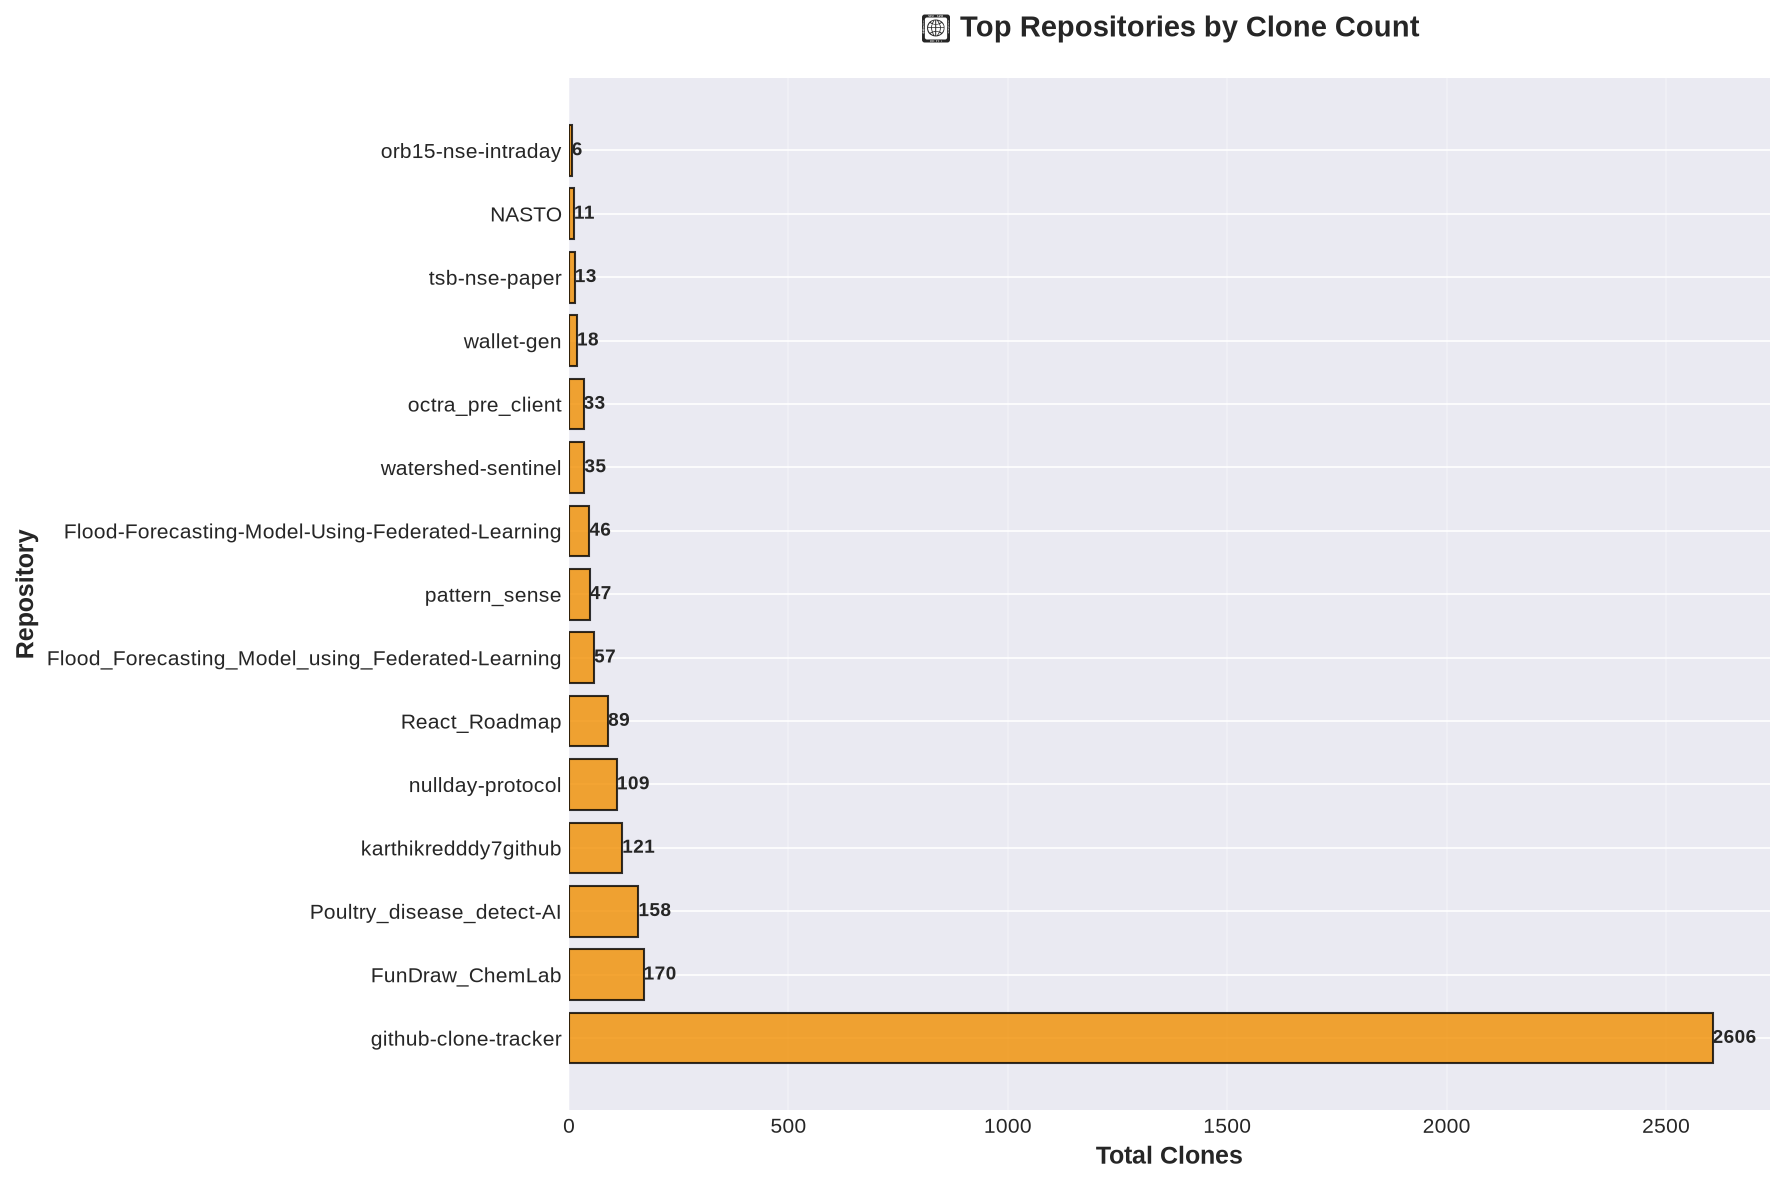 Top Repositories by Clone Count
orb15-nse-intraday 6
NASTO 11
tsb-nse-paper 13
wallet-gen 18
octra_pre_client 33
watershed-sentinel 35
Flood-Forecasting-Model-Using-Federated-Learning 46
pattern_sense 47
Flood_Forecasting_Model_using_Federated-Learning 57
React_Roadmap 89
nullday-protocol 109
karthikredddy7github 121
Poultry_disease_detect-AI 158
FunDraw_ChemLab 170
github-clone-tracker 2606
Repository
0 500 1000 1500 2000 2500
Total Clones